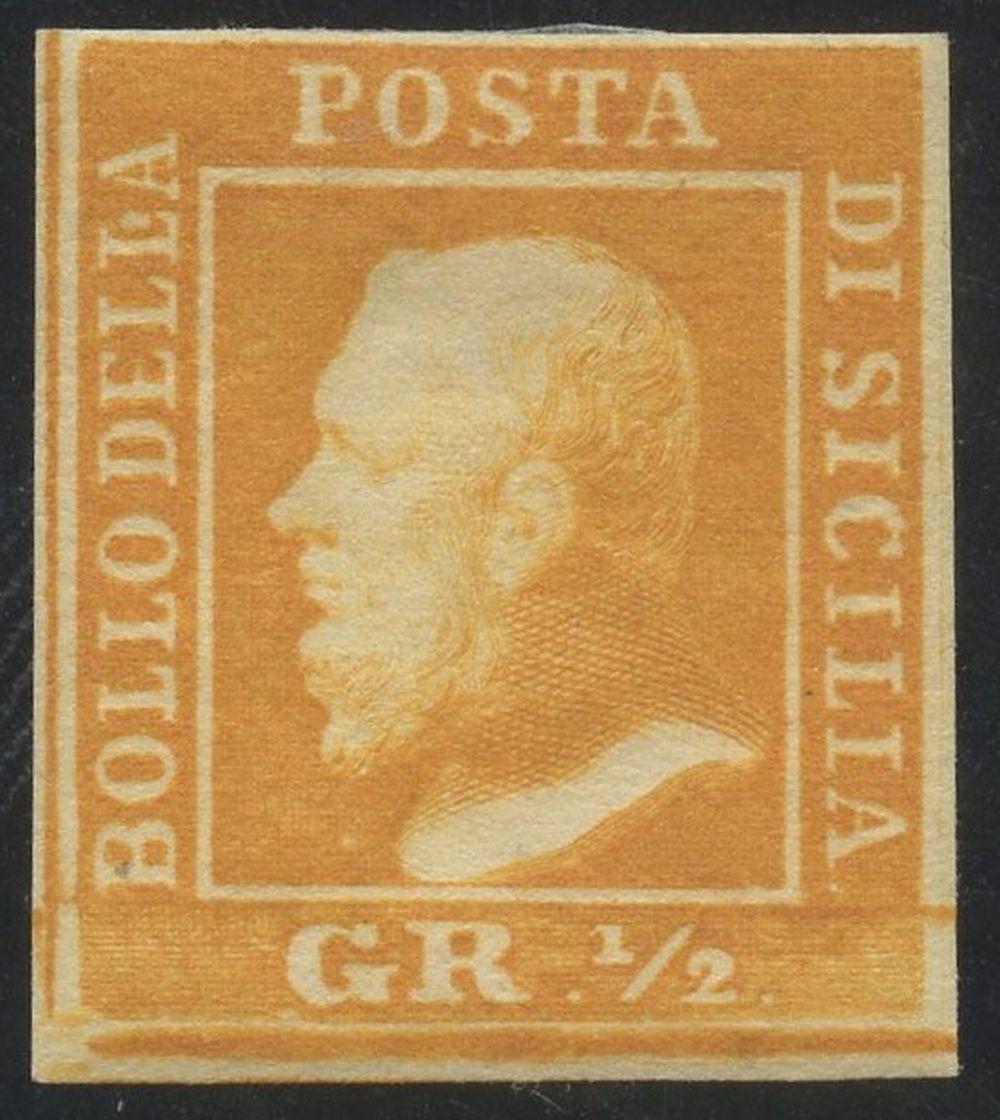 BOLLO DELLA
POSTA
DI SICILIA
GR. 1/2.